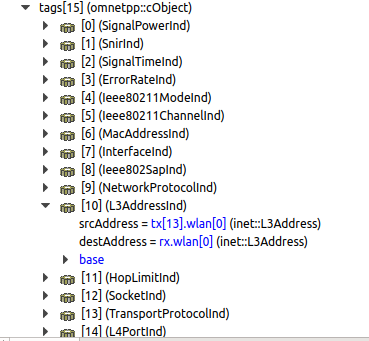 tags[15] (omnetpp::cObject)
[0] (SignalPowerInd)
[1] (SnirInd)
[2] (SignalTimeInd)
[3] (ErrorRateInd)
[4] (Ieee80211ModeInd)
[5] (Ieee80211ChannelInd)
[6] (MacAddressInd)
[7] (InterfaceInd)
[8] (Ieee802SapInd)
[9] (NetworkProtocolInd)
[10] (L3AddressInd)
srcAddress = tx[13].wlan[0] (inet::L3Address)
destAddress = rx.wlan[0] (inet::L3Address)
base
[11] (HopLimitInd)
[12] (SocketInd)
[13] (TransportProtocolInd)
[14] (L4PortInd)